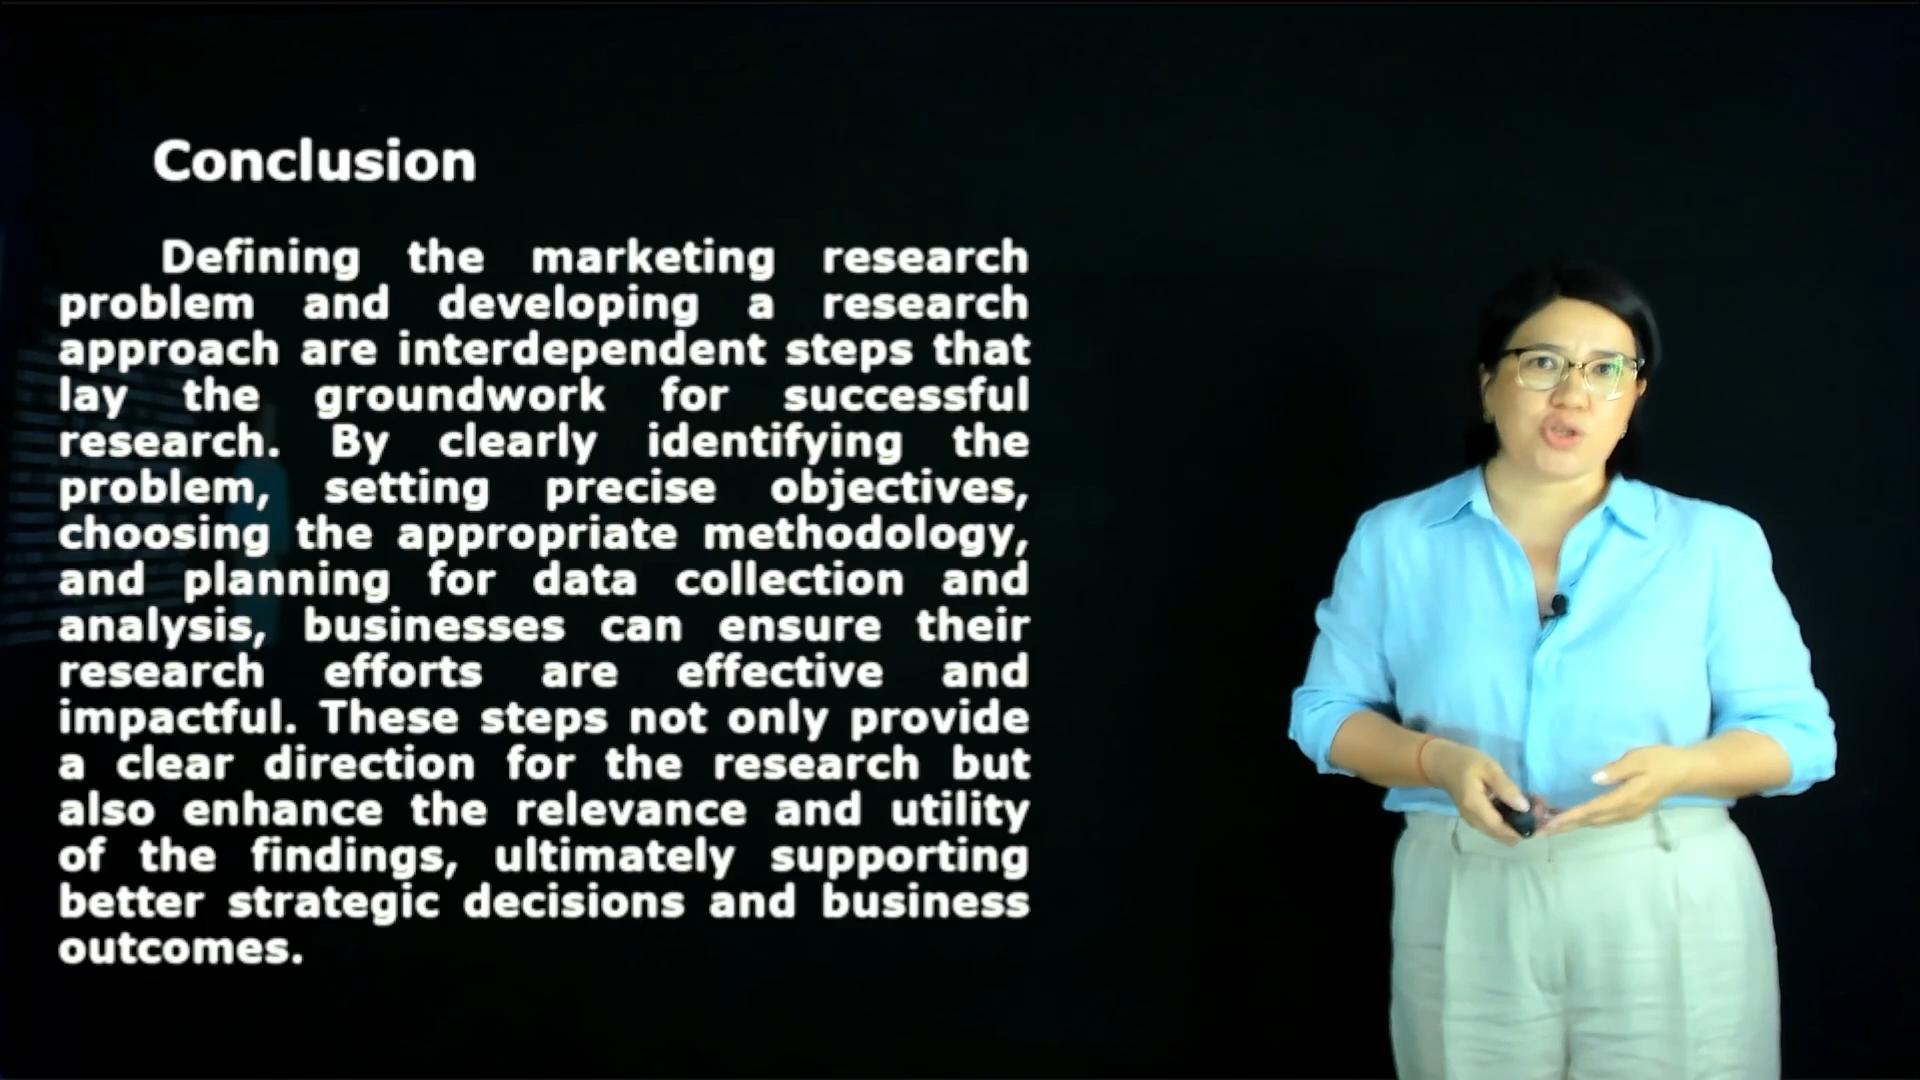 Conclusion
Defining the marketing research
problem and developing a research
approach are interdependent steps that
lay the groundwork for successful
research. By clearly identifying the
problem, setting precise objectives,
choosing the appropriate methodology,
and planning for data collection and
analysis, businesses can ensure their
research efforts are effective and
impactful. These steps not only provide
a clear direction for the research but
also enhance the relevance and utility
of the findings, ultimately supporting
better strategic decisions and business
outcomes.